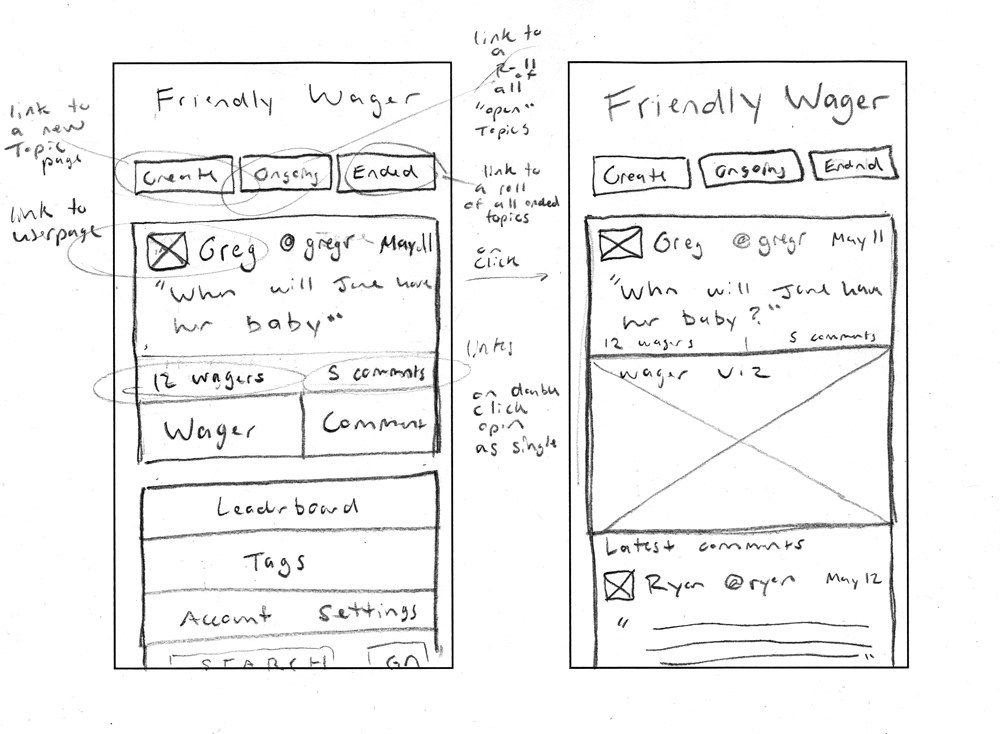 link to
a
Roll
of
all
"open"
Topics
link to
a new
Topic
page
link to
userpage
Friendly Wager
Create
Ongoing
Ended
link to
a roll
of all ended
topics
Greg @gregr May 11
"When will Jane have
her baby""
on
click
12 wagers
5 comments
Wager
Comment
links
on double
click
open
as single
Leaderboard
Tags
Account Settings
SEARCH
GO
Friendly Wager
Create
Ongoing
Ended
Greg @gregr May 11
"When will Jane have
her baby?"
12 wagers | 5 comments
Wager Viz
Latest comments
Ryan @ryan May 12
"
"